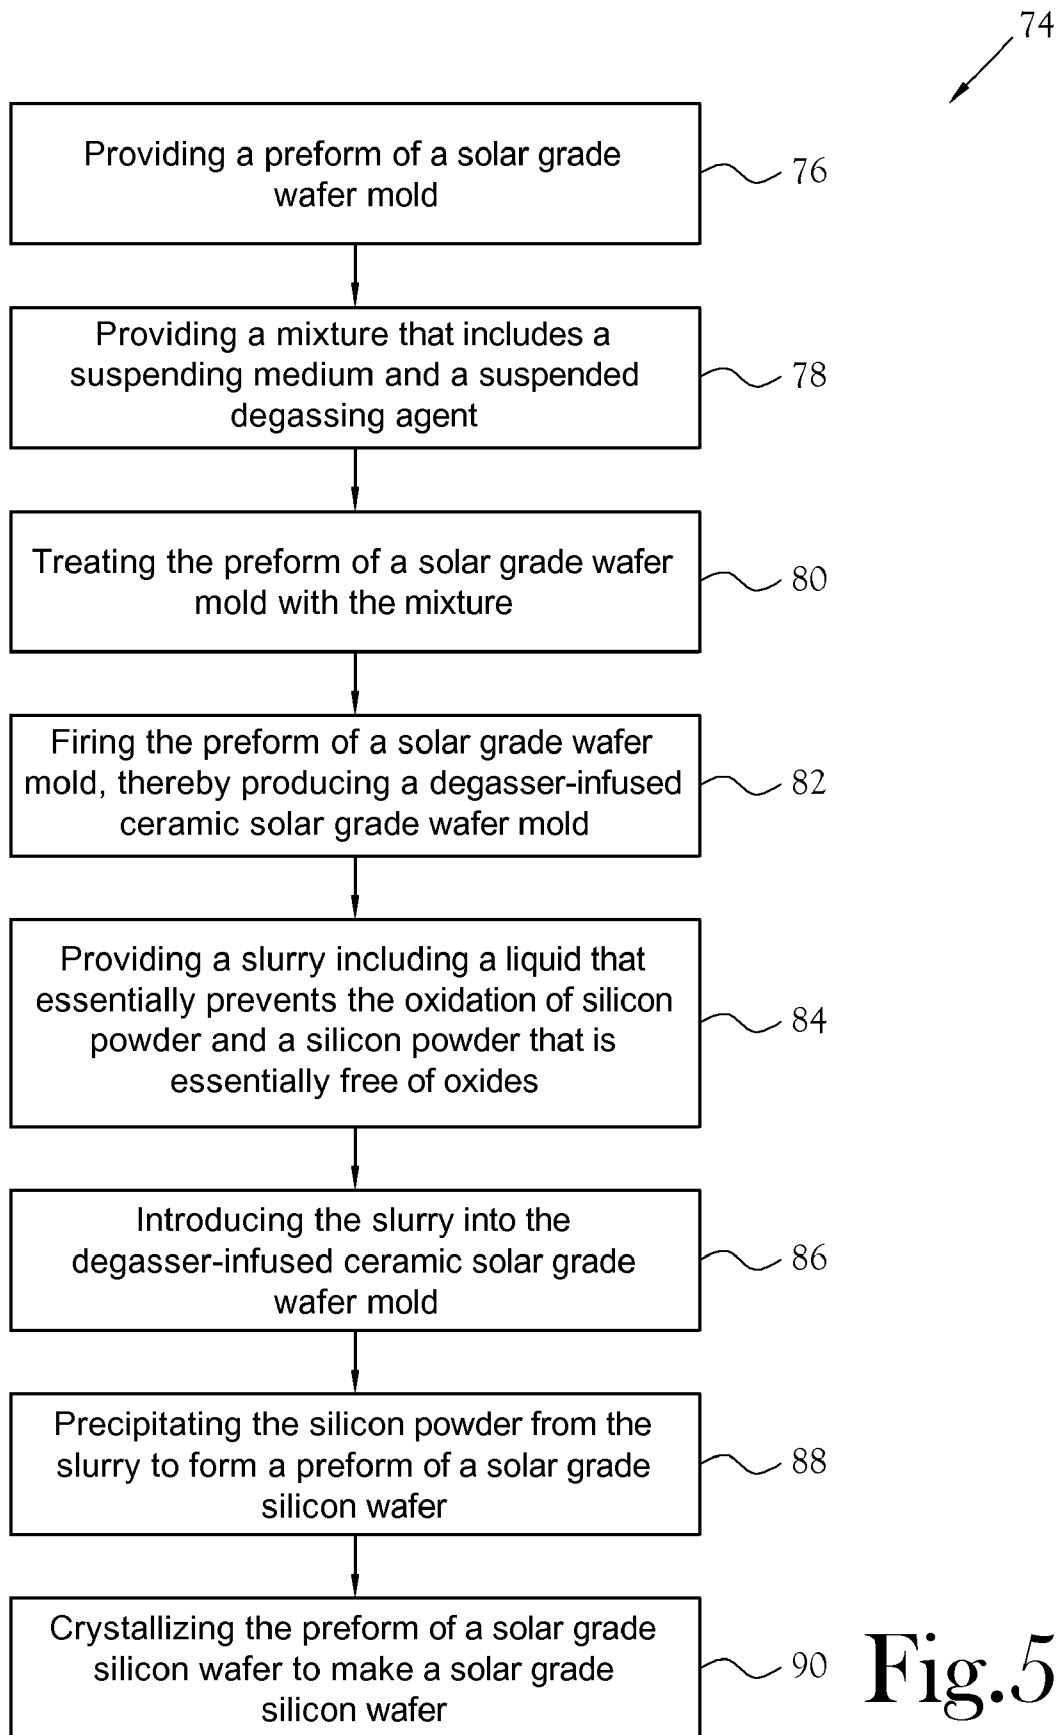 74
Providing a preform of a solar grade
wafer mold
76
Providing a mixture that includes a
suspending medium and a suspended
degassing agent
78
Treating the preform of a solar grade wafer
mold with the mixture
80
Firing the preform of a solar grade wafer
mold, thereby producing a degasser-infused
ceramic solar grade wafer mold
82
Providing a slurry including a liquid that
essentially prevents the oxidation of silicon
powder and a silicon powder that is
essentially free of oxides
84
Introducing the slurry into the
degasser-infused ceramic solar grade
wafer mold
86
Precipitating the silicon powder from the
slurry to form a preform of a solar grade
silicon wafer
88
Crystallizing the preform of a solar grade
silicon wafer to make a solar grade
silicon wafer
90
Fig.5